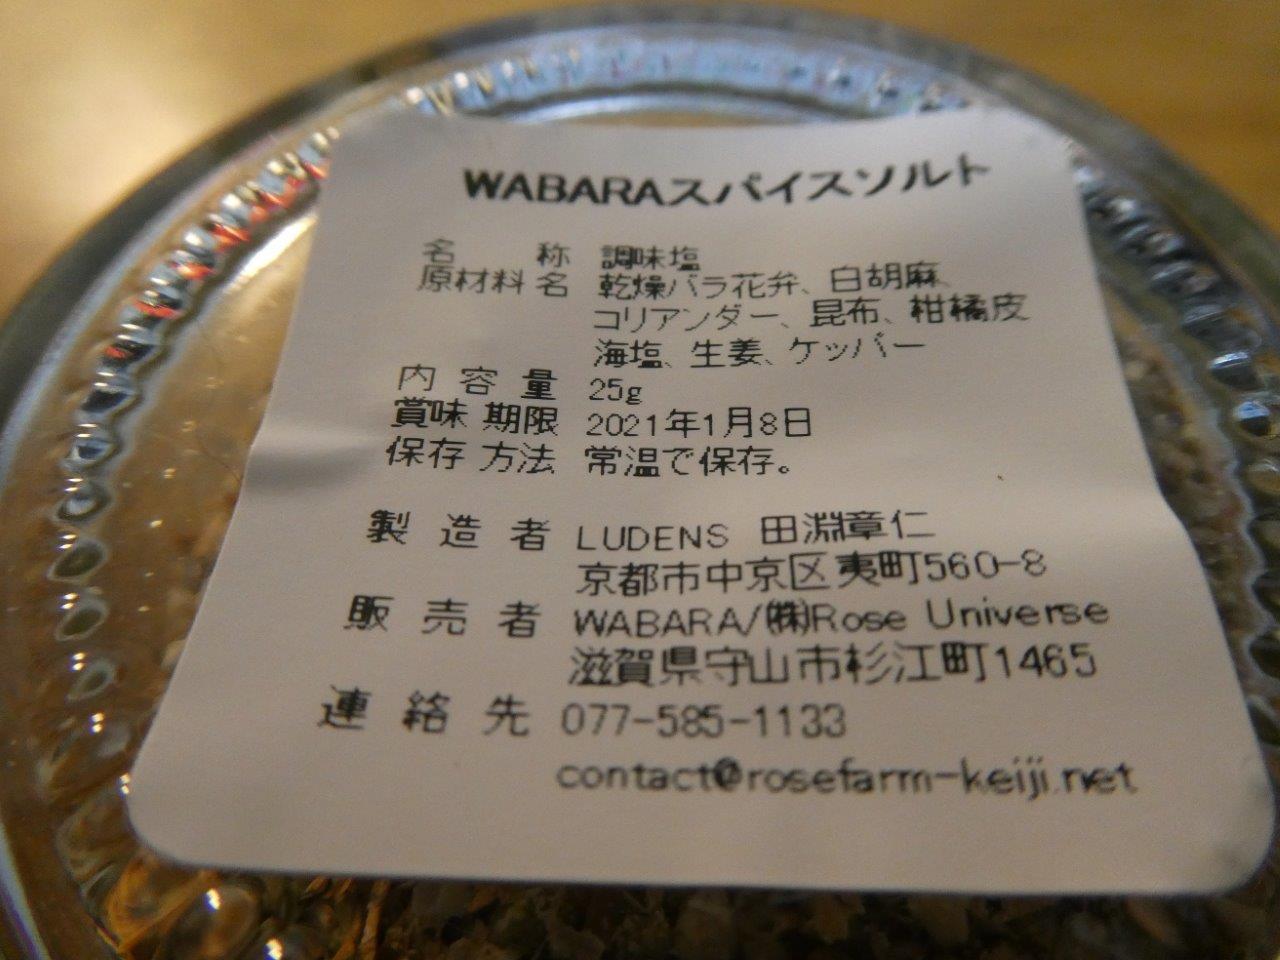 WABARAスパイスソルト
名称 調味塩
原材料名 乾燥バラ花弁、白胡麻、
コリアンダー、昆布、柑橘皮
海塩、生姜、ケッパー
内容量 25g
賞味期限 2021年1月8日
保存方法 常温で保存。
製造者 LUDENS 田淵章仁
京都市中京区夷町560-8
販売者 WABARA/㈱Rose Universe
滋賀県守山市杉江町1465
連絡先 077-585-1133
contact@rosefarm-keiji.net